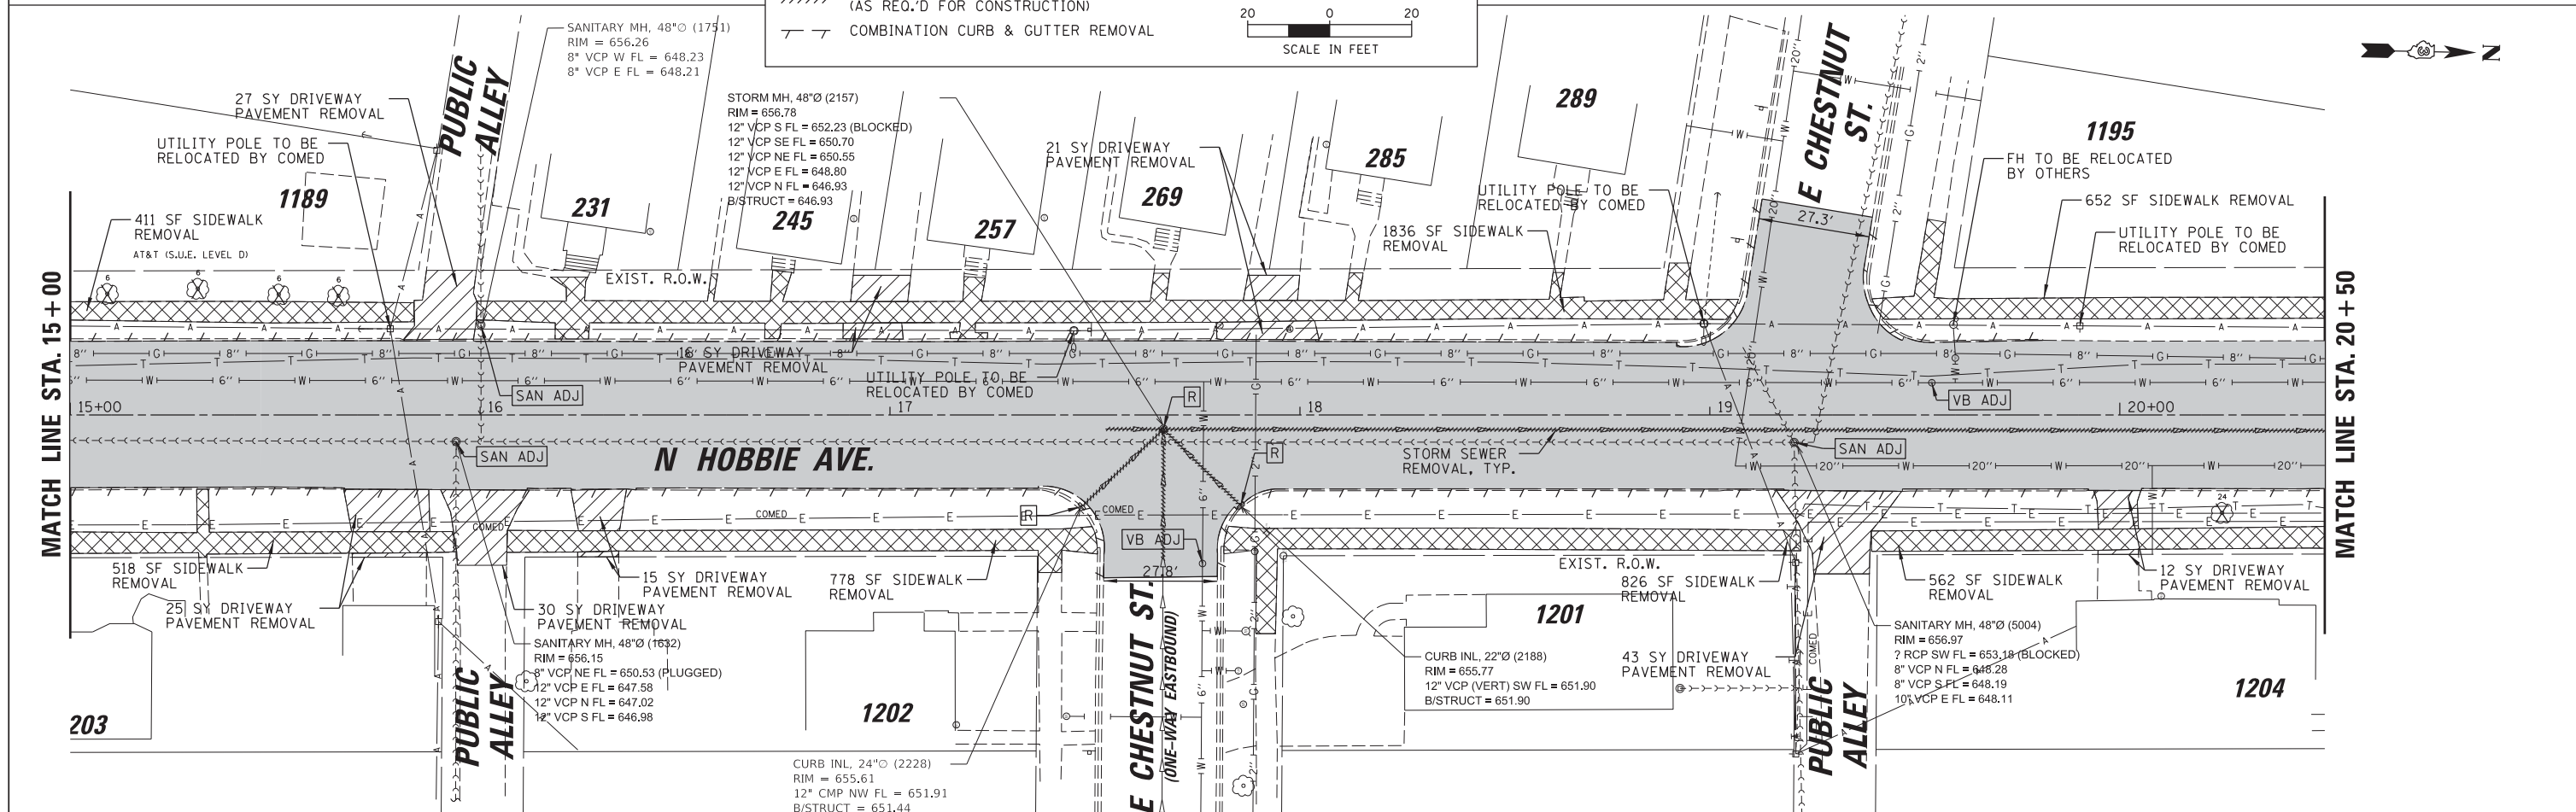 (AS REQ.'D FOR CONSTRUCTION)
COMBINATION CURB & GUTTER REMOVAL
20 0 20
SCALE IN FEET
N
SANITARY MH, 48"∅ (1751)
RIM = 656.26
8" VCP W FL = 648.23
8" VCP E FL = 648.21
PUBLIC
ALLEY
27 SY DRIVEWAY
PAVEMENT REMOVAL
UTILITY POLE TO BE
RELOCATED BY COMED
1189
411 SF SIDEWALK
REMOVAL
AT&T (S.U.E. LEVEL D)
6 6 6 6
231
STORM MH, 48"Ø (2157)
RIM = 656.78
12" VCP S FL = 652.23 (BLOCKED)
12" VCP SE FL = 650.70
12" VCP NE FL = 650.55
12" VCP E FL = 648.80
12" VCP N FL = 646.93
B/STRUCT = 646.93
245
257
EXIST. R.O.W.
21 SY DRIVEWAY
PAVEMENT REMOVAL
269
285
289
UTILITY POLE TO BE
RELOCATED BY COMED
1836 SF SIDEWALK
REMOVAL
E CHESTNUT
ST.
27.3'
1195
FH TO BE RELOCATED
BY OTHERS
652 SF SIDEWALK REMOVAL
UTILITY POLE TO BE
RELOCATED BY COMED
MATCH LINE STA. 15+00
MATCH LINE STA. 20+50
16 SY DRIVEWAY
PAVEMENT REMOVAL
UTILITY POLE TO BE
RELOCATED BY COMED
SAN ADJ
R
VB ADJ
15+00 16 17 18 19 20+00
SAN ADJ
N HOBBIE AVE.
R
STORM SEWER
REMOVAL, TYP.
SAN ADJ
COMED
COMED
R
COMED
VB ADJ
27.8'
24
518 SF SIDEWALK
REMOVAL
25 SY DRIVEWAY
PAVEMENT REMOVAL
15 SY DRIVEWAY
PAVEMENT REMOVAL
30 SY DRIVEWAY
PAVEMENT REMOVAL
778 SF SIDEWALK
REMOVAL
EXIST. R.O.W.
826 SF SIDEWALK
REMOVAL
562 SF SIDEWALK
REMOVAL
12 SY DRIVEWAY
PAVEMENT REMOVAL
SANITARY MH, 48"Ø (1632)
RIM = 656.15
8" VCP NE FL = 650.53 (PLUGGED)
12" VCP E FL = 647.58
12" VCP N FL = 647.02
12" VCP S FL = 646.98
203
PUBLIC
ALLEY
1202
CURB INL, 24"∅ (2228)
RIM = 655.61
12" CMP NW FL = 651.91
B/STRUCT = 651.44
E CHESTNUT ST.
(ONE-WAY EASTBOUND)
1201
CURB INL, 22"Ø (2188)
RIM = 655.77
12" VCP (VERT) SW FL = 651.90
B/STRUCT = 651.90
43 SY DRIVEWAY
PAVEMENT REMOVAL
COMED
PUBLIC
ALLEY
SANITARY MH, 48"Ø (5004)
RIM = 656.97
? RCP SW FL = 653.18 (BLOCKED)
8" VCP N FL = 648.28
8" VCP S FL = 648.19
10" VCP E FL = 648.11
1204